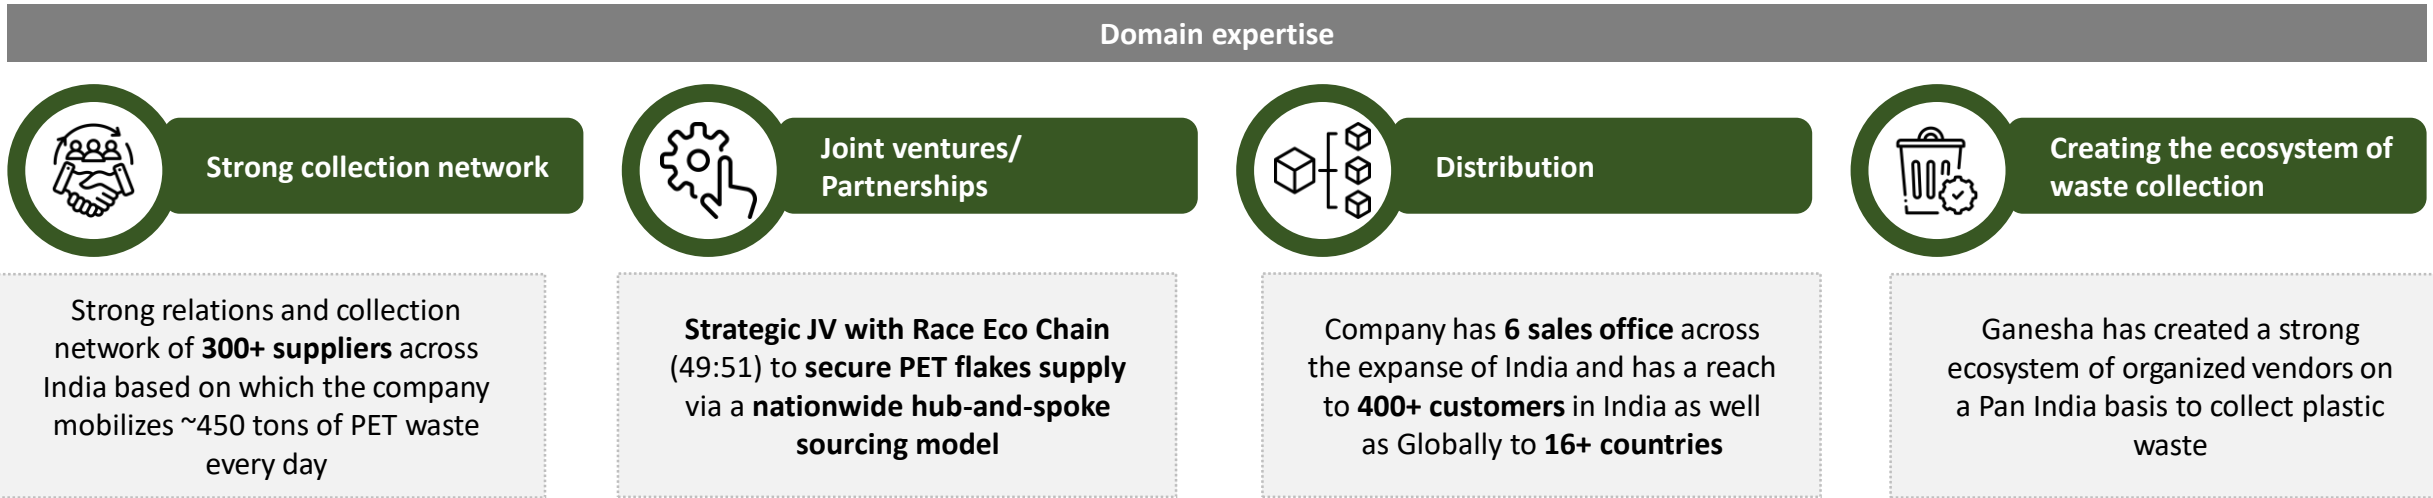 Domain expertise
Strong collection network
Joint ventures/
Partnerships
Distribution
Creating the ecosystem of
waste collection
Strong relations and collection
network of 300+ suppliers across
India based on which the company
mobilizes ~450 tons of PET waste
every day
Strategic JV with Race Eco Chain
(49:51) to secure PET flakes supply
via a nationwide hub-and-spoke
sourcing model
Company has 6 sales office across
the expanse of India and has a reach
to 400+ customers in India as well
as Globally to 16+ countries
Ganesha has created a strong
ecosystem of organized vendors on
a Pan India basis to collect plastic
waste